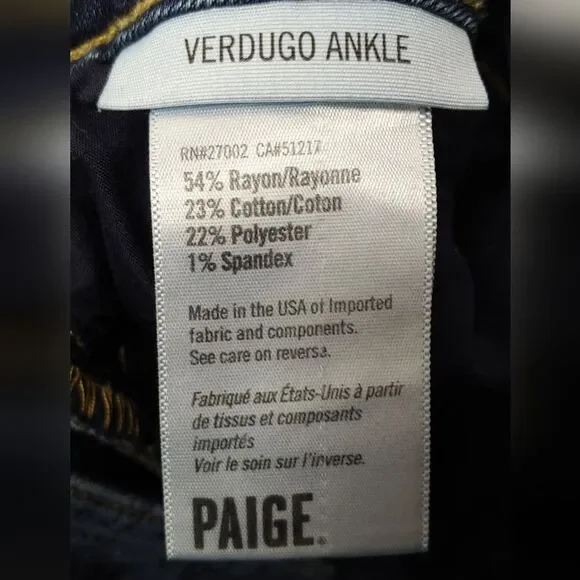 VERDUGO ANKLE
RN#27002 CA#51217
54% Rayon/Rayonne
23% Cotton/Coton
22% Polyester
1% Spandex
Made in the USA of Imported
fabric and components.
See care on reversa.
Fabriqué aux États-Unis à partir
de tissus et composants
importés
Voir le soin sur l'inverse.
PAIGE.